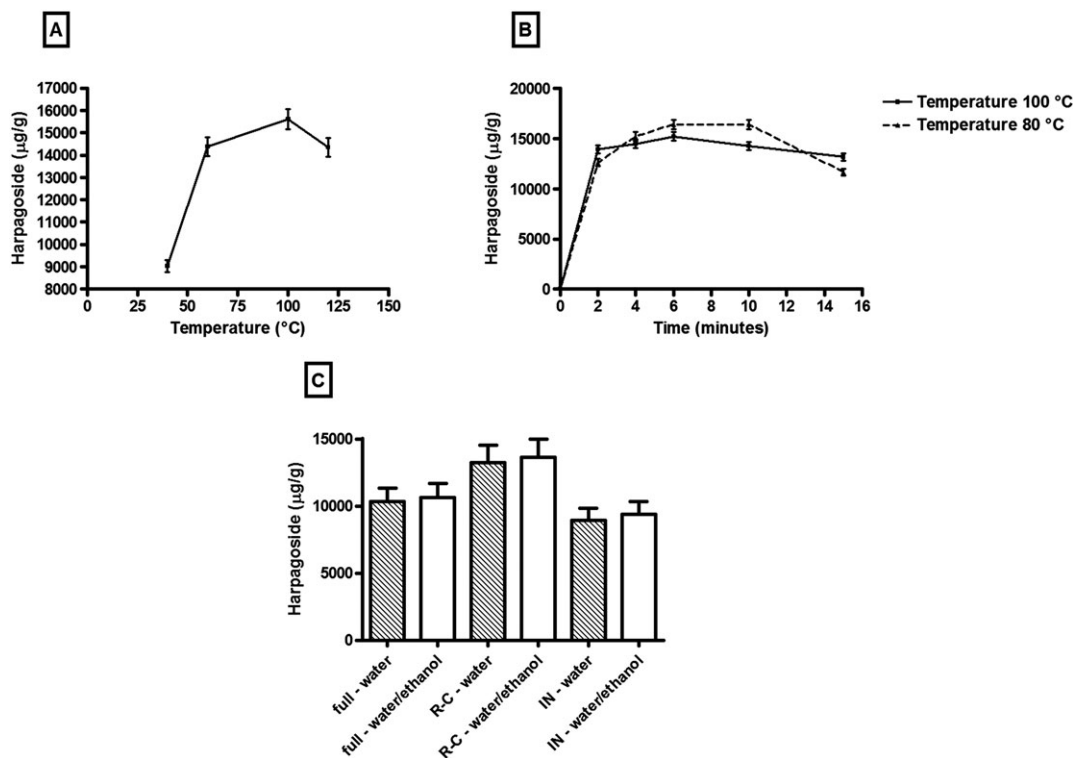 A
17000
16000
15000
14000
13000
12000
11000
10000
9000
8000
0 25 50 75 100 125 150
Harpagoside (µg/g)
Temperature (°C)
B
20000
15000
10000
5000
0
0 2 4 6 8 10 12 14 16
Harpagoside (µg/g)
Time (minutes)
Temperature 100 °C
Temperature 80 °C
C
15000
10000
5000
0
Harpagoside (µg/g)
full - water
full - water/ethanol
R-C - water
R-C - water/ethanol
IN - water
IN - water/ethanol